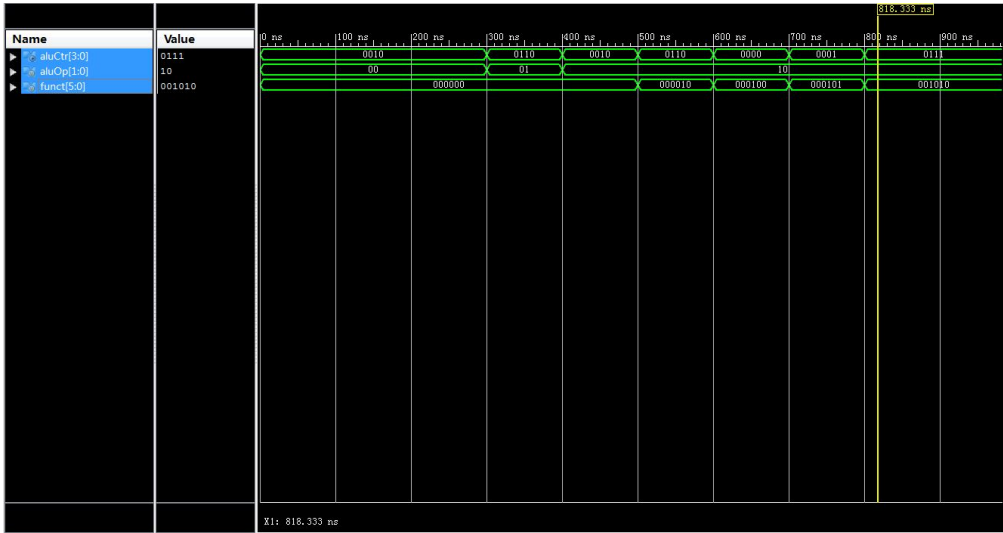 818.333 ns
Name Value
0 ns 100 ns 200 ns 300 ns 400 ns 500 ns 600 ns 700 ns 800 ns 900 ns
aluCtr[3:0] 0111 0010 0110 0010 0110 0000 0001 0111
aluOp[1:0] 10 00 01 10
funct[5:0] 001010 000000 000010 000100 000101 001010
X1: 818.333 ns